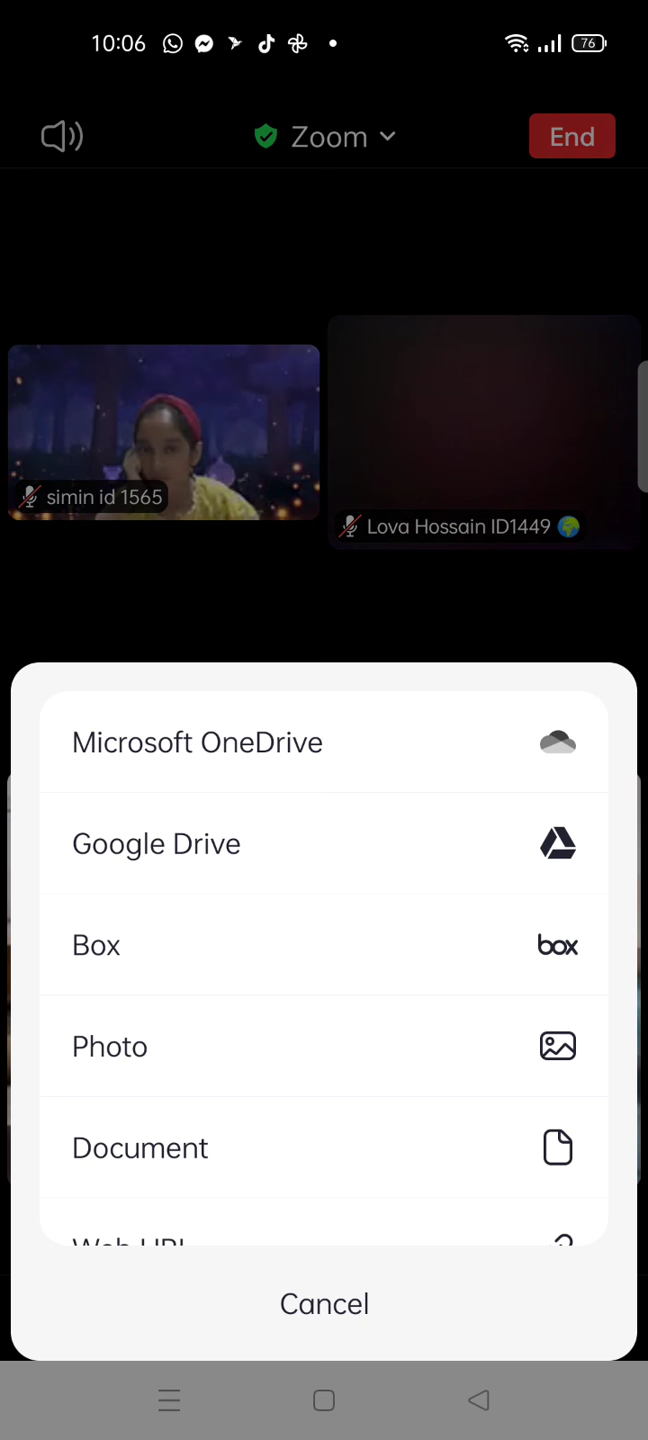 10:06
76
Zoom
End
simin id 1565
Lova Hossain ID1449
Microsoft OneDrive
Google Drive
Box
box
Photo
Document
Web URL
Cancel